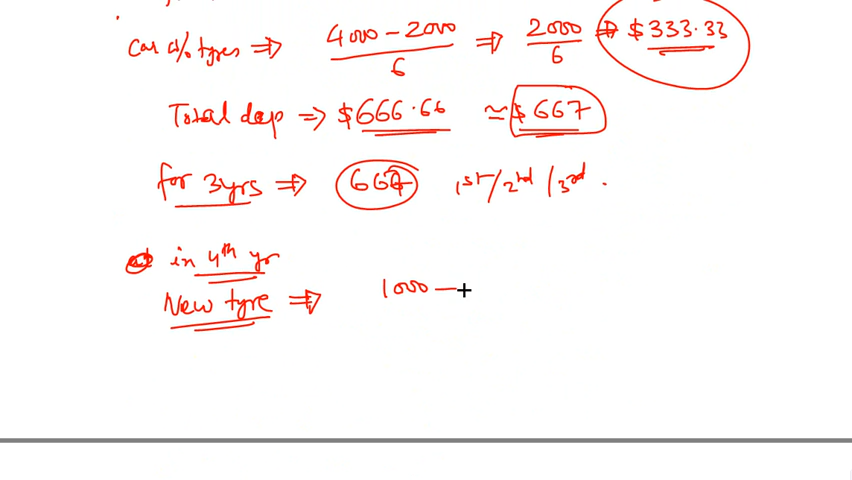 Car w/o tyres ⇒ (4000 – 2000)/6 ⇒ 2000/6 ⇒ $333.33
Total dep ⇒ $666.66 ≃ $667
for 3yrs ⇒ 667 1st/2nd/3rd.
in 4th yr
New tyre ⇒ 1000 –